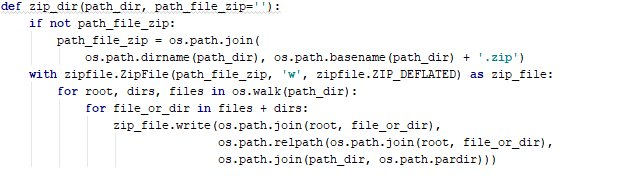 def zip_dir(path_dir, path_file_zip=''):
    if not path_file_zip:
        path_file_zip = os.path.join(
            os.path.dirname(path_dir), os.path.basename(path_dir) + '.zip')
    with zipfile.ZipFile(path_file_zip, 'w', zipfile.ZIP_DEFLATED) as zip_file:
        for root, dirs, files in os.walk(path_dir):
            for file_or_dir in files + dirs:
                zip_file.write(os.path.join(root, file_or_dir),
                               os.path.relpath(os.path.join(root, file_or_dir),
                               os.path.join(path_dir, os.path.pardir)))